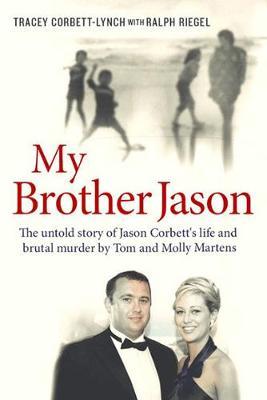 TRACEY CORBETT-LYNCH WITH RALPH RIEGEL
My
Brother Jason
The untold story of Jason Corbett's life and
brutal murder by Tom and Molly Martens